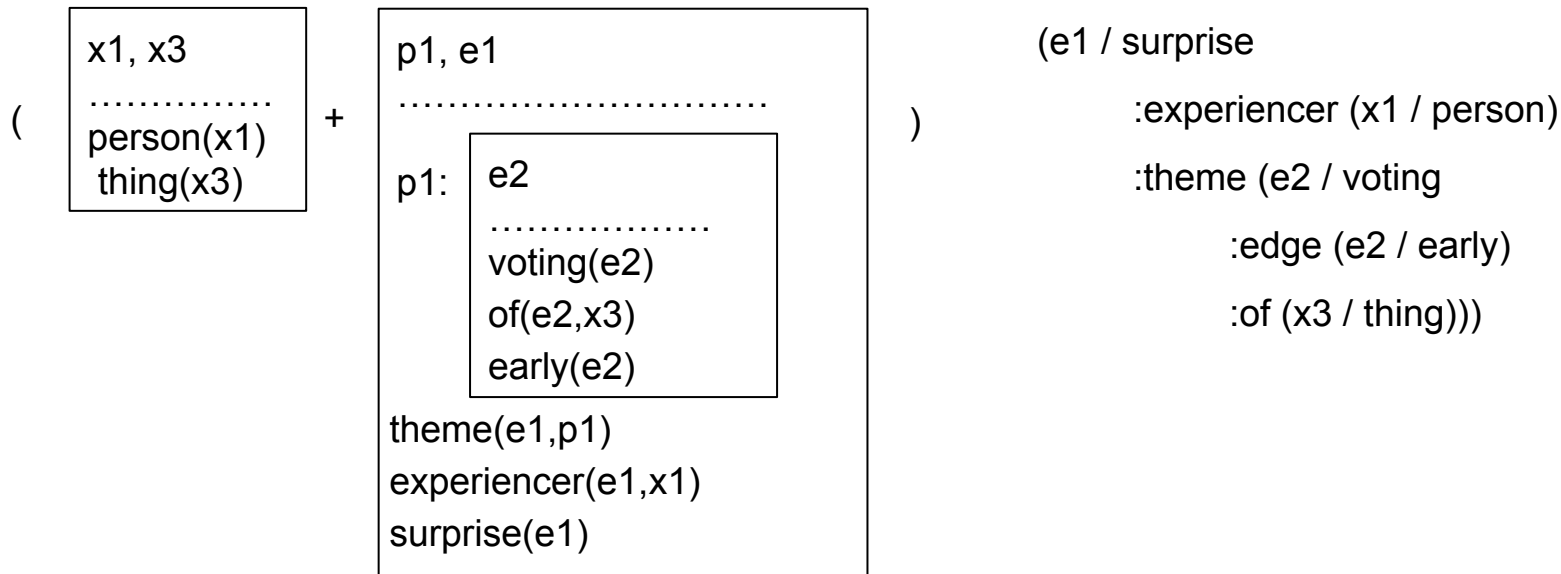 (
x1, x3
……………
person(x1)
thing(x3)
+
p1, e1
…………………………
p1:
e2
………………
voting(e2)
of(e2,x3)
early(e2)
theme(e1,p1)
experiencer(e1,x1)
surprise(e1)
)
(e1 / surprise
:experiencer (x1 / person)
:theme (e2 / voting
:edge (e2 / early)
:of (x3 / thing)))